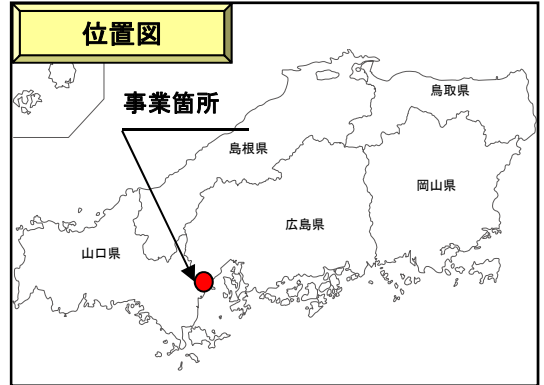 位置図
事業箇所
鳥取県
島根県
岡山県
広島県
山口県